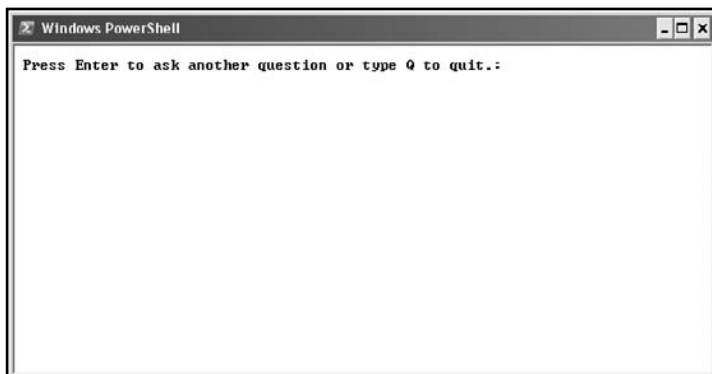 Windows PowerShell
Press Enter to ask another question or type Q to quit.: